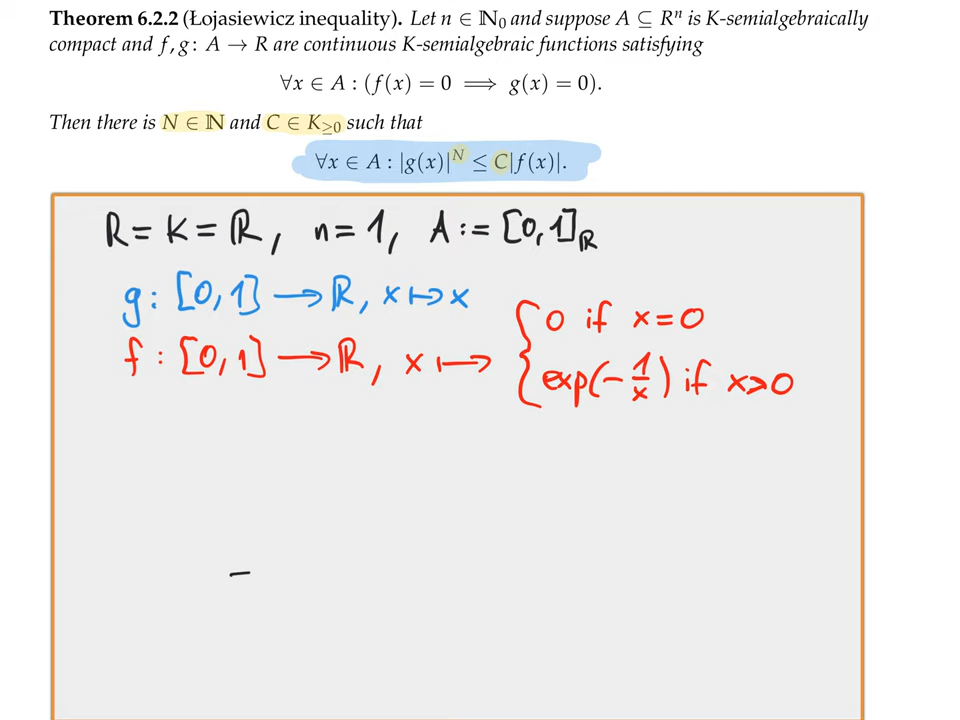 Theorem 6.2.2 (Łojasiewicz inequality). Let n ∈ ℕ₀ and suppose A ⊆ Rⁿ is K-semialgebraically
compact and f, g: A → R are continuous K-semialgebraic functions satisfying
∀x ∈ A : (f(x) = 0 ⟹ g(x) = 0).
Then there is N ∈ ℕ and C ∈ K≥0 such that
∀x ∈ A : |g(x)|ᴺ ≤ C|f(x)|.
R = K = ℝ, n = 1, A := [0, 1]_ℝ
g : [0, 1] ⟶ ℝ, x ↦ x
f : [0, 1] ⟶ ℝ, x ⟼ { 0 if x = 0
exp(-1/x) if x > 0